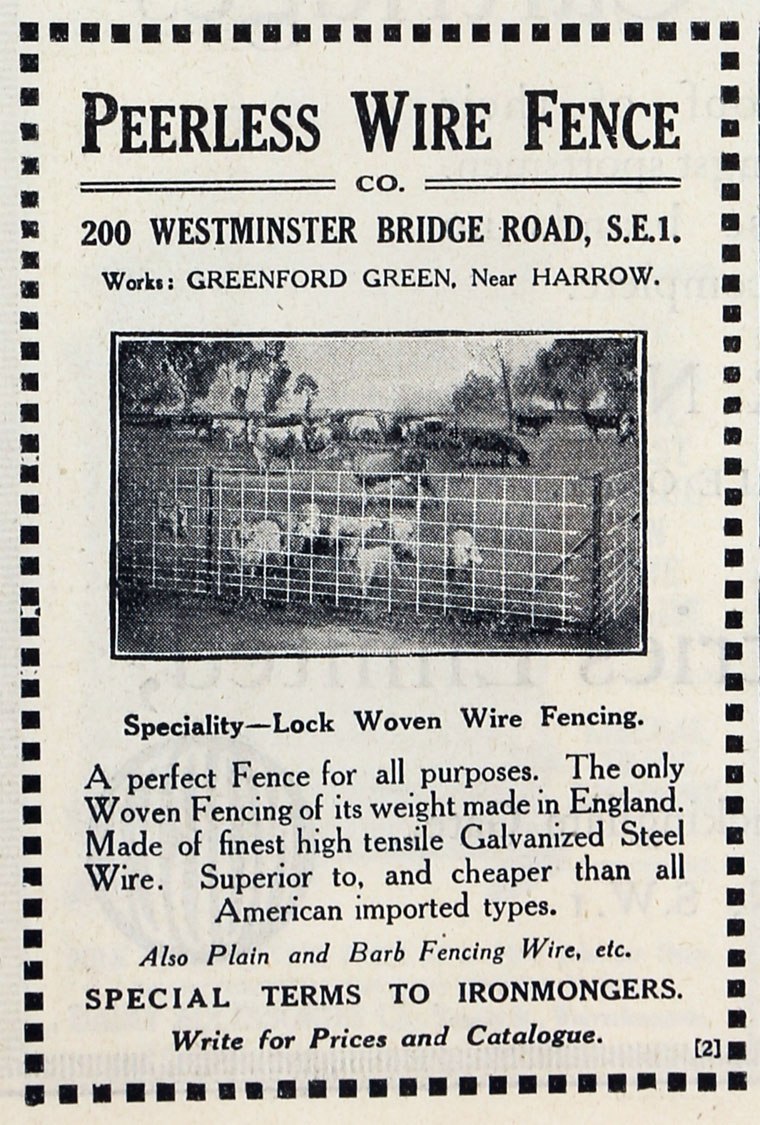 PEERLESS WIRE FENCE
CO.
200 WESTMINSTER BRIDGE ROAD, S.E.1.
Works: GREENFORD GREEN, Near HARROW.
Speciality—Lock Woven Wire Fencing.
A perfect Fence for all purposes. The only
Woven Fencing of its weight made in England.
Made of finest high tensile Galvanized Steel
Wire. Superior to, and cheaper than all
American imported types.
Also Plain and Barb Fencing Wire, etc.
SPECIAL TERMS TO IRONMONGERS.
Write for Prices and Catalogue.
[2]